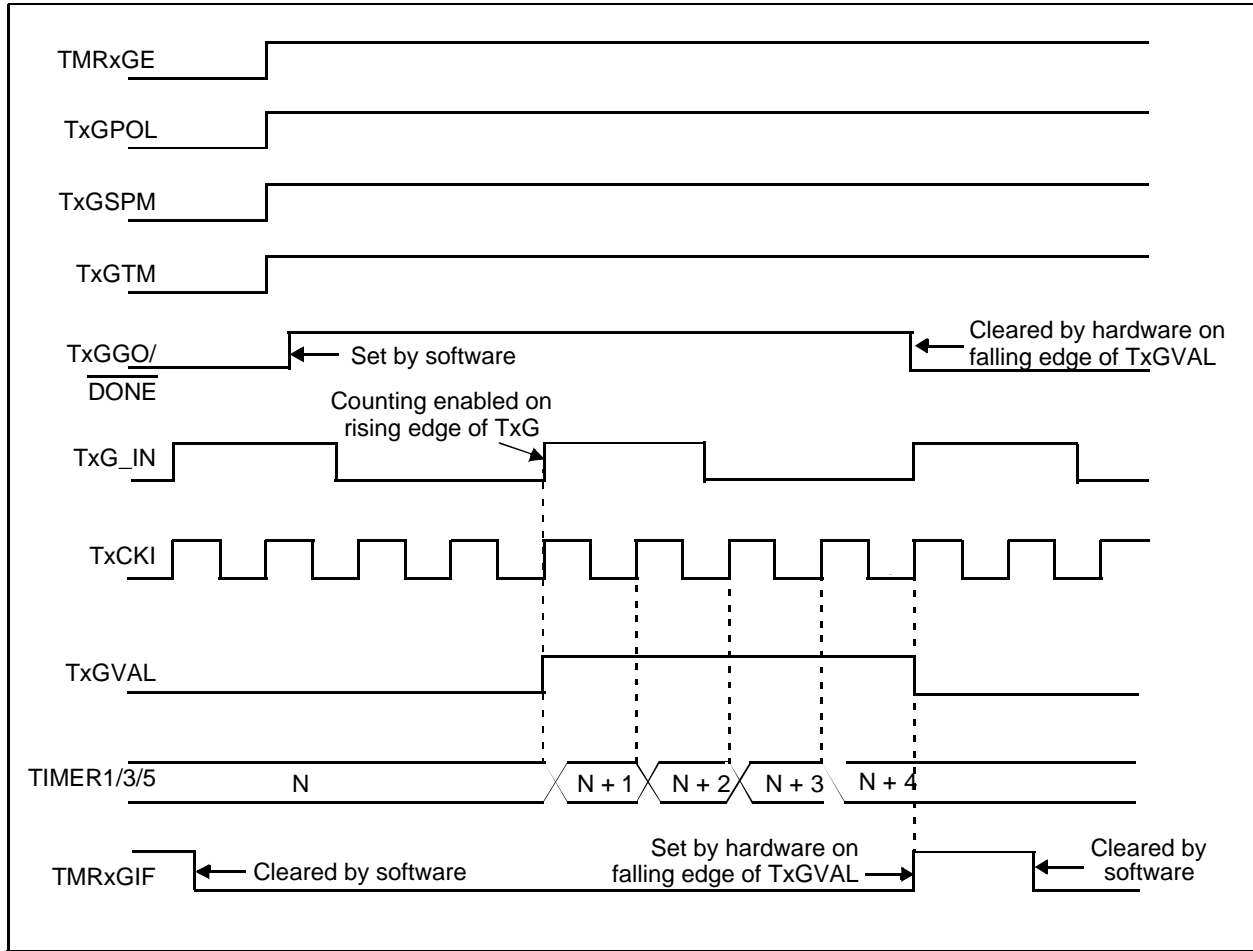 TMRxGE
TxGPOL
TxGSPM
TxGTM
TxGGO/
DONE
Set by software
Cleared by hardware on
falling edge of TxGVAL
Counting enabled on
rising edge of TxG
TxG_IN
TxCKI
TxGVAL
TIMER1/3/5
N
N + 1
N + 2
N + 3
N + 4
TMRxGIF
Cleared by software
Set by hardware on
falling edge of TxGVAL
Cleared by
software